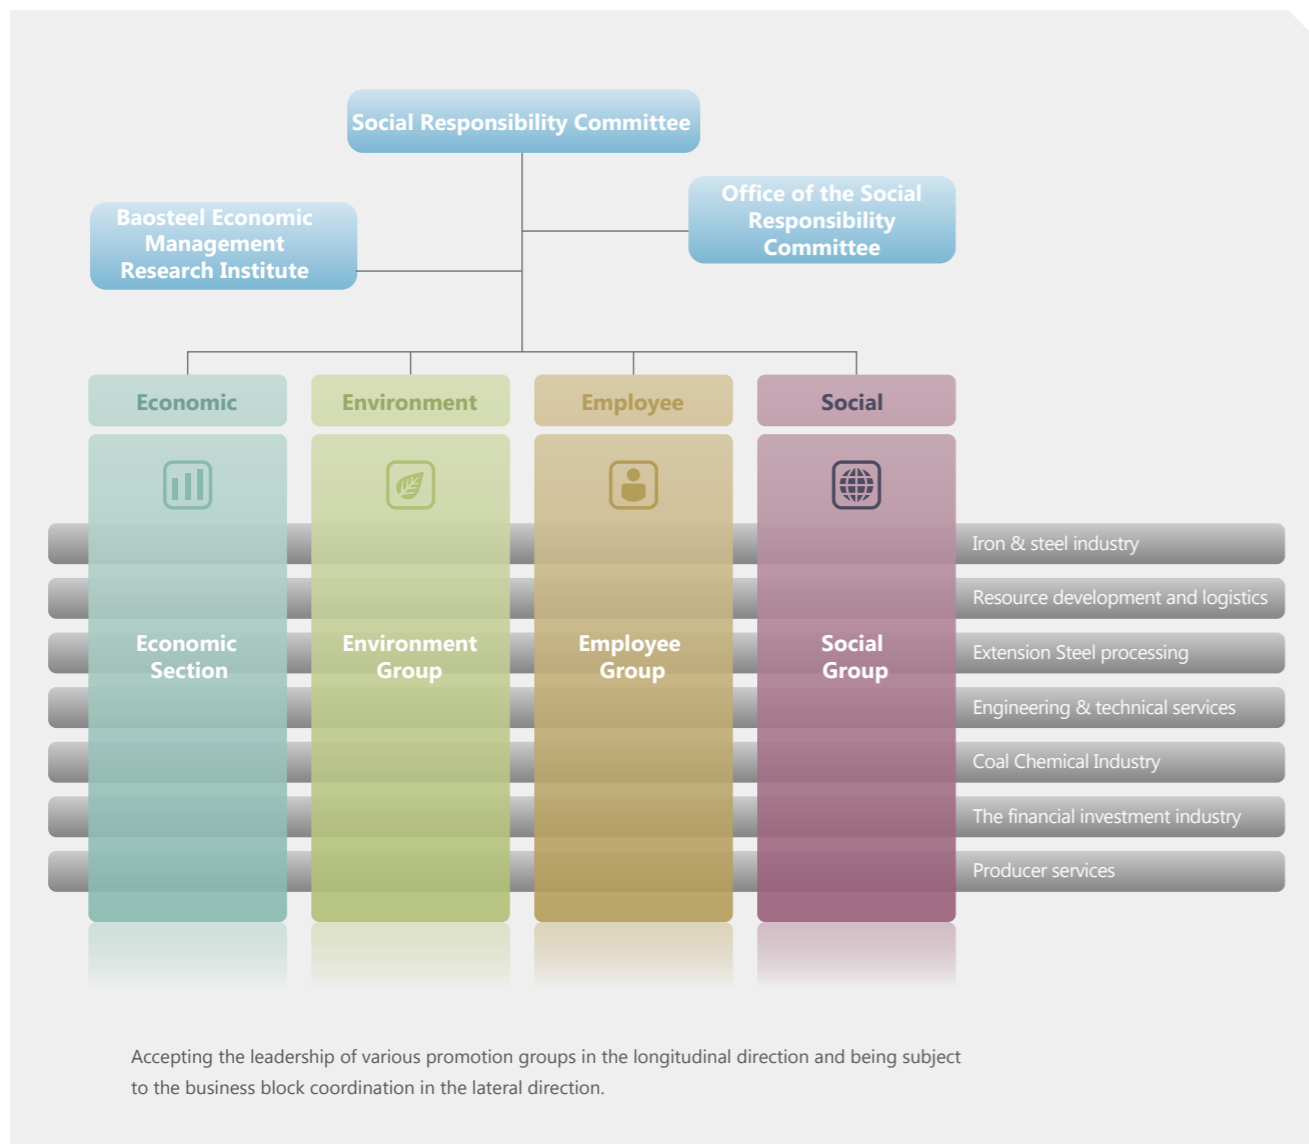 Social Responsibility Committee
Office of the Social
Responsibility
Committee
Baosteel Economic
Management
Research Institute
Economic
Environment
Employee
Social
Iron & steel industry
Resource development and logistics
Economic
Section
Environment
Group
Employee
Group
Social
Group
Extension Steel processing
Engineering & technical services
Coal Chemical Industry
The financial investment industry
Producer services
Accepting the leadership of various promotion groups in the longitudinal direction and being subject
to the business block coordination in the lateral direction.